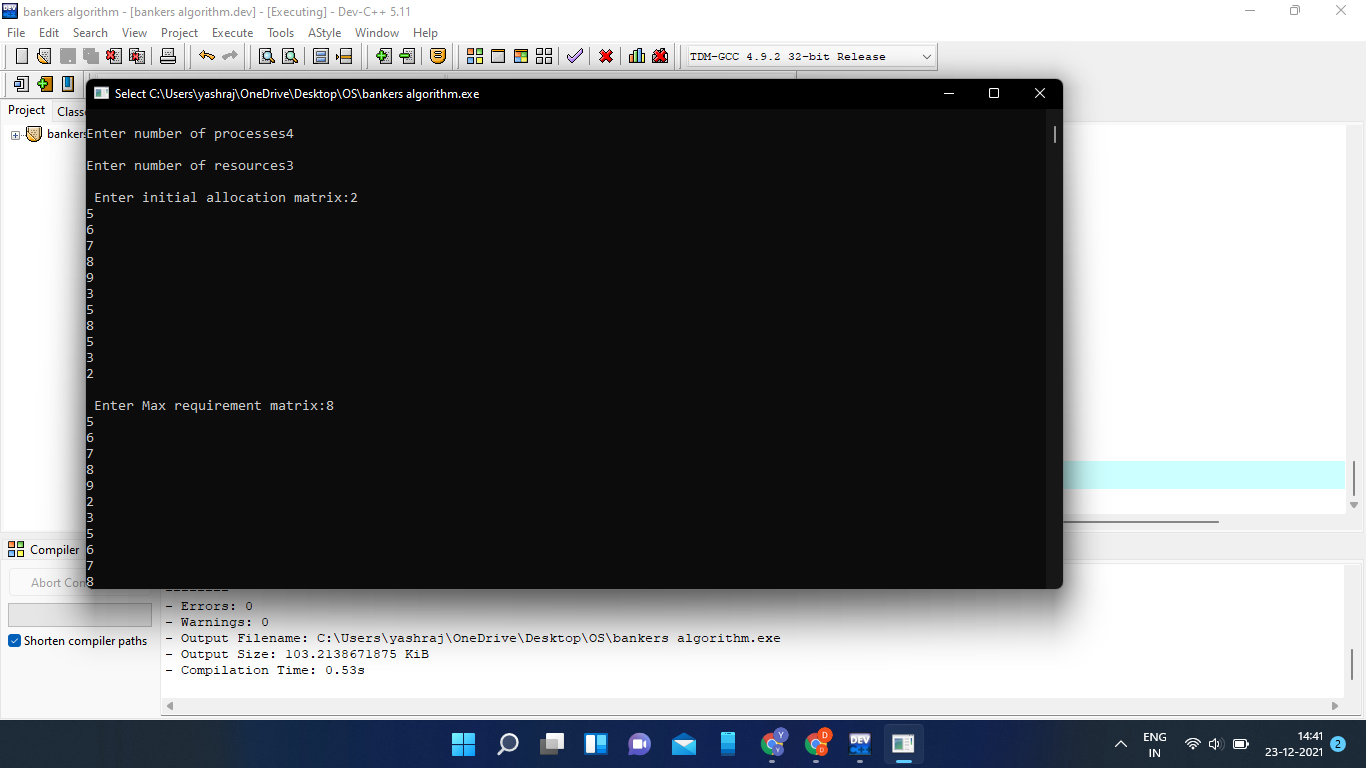 bankers algorithm - [bankers algorithm.dev] - [Executing] - Dev-C++ 5.11
File Edit Search View Project Execute Tools AStyle Window Help
TDM-GCC 4.9.2 32-bit Release
Select C:\Users\yashraj\OneDrive\Desktop\OS\bankers algorithm.exe
Project Class
bankers
Enter number of processes4
Enter number of resources3
Enter initial allocation matrix:2
5
6
7
8
9
3
5
8
5
3
2
Enter Max requirement matrix:8
5
6
7
8
9
2
3
5
6
7
8
Compiler
Abort Con
--------
- Errors: 0
- Warnings: 0
- Output Filename: C:\Users\yashraj\OneDrive\Desktop\OS\bankers algorithm.exe
- Output Size: 103.2138671875 KiB
- Compilation Time: 0.53s
Shorten compiler paths
Y
D
DEV
ENG
IN
14:41
23-12-2021
2